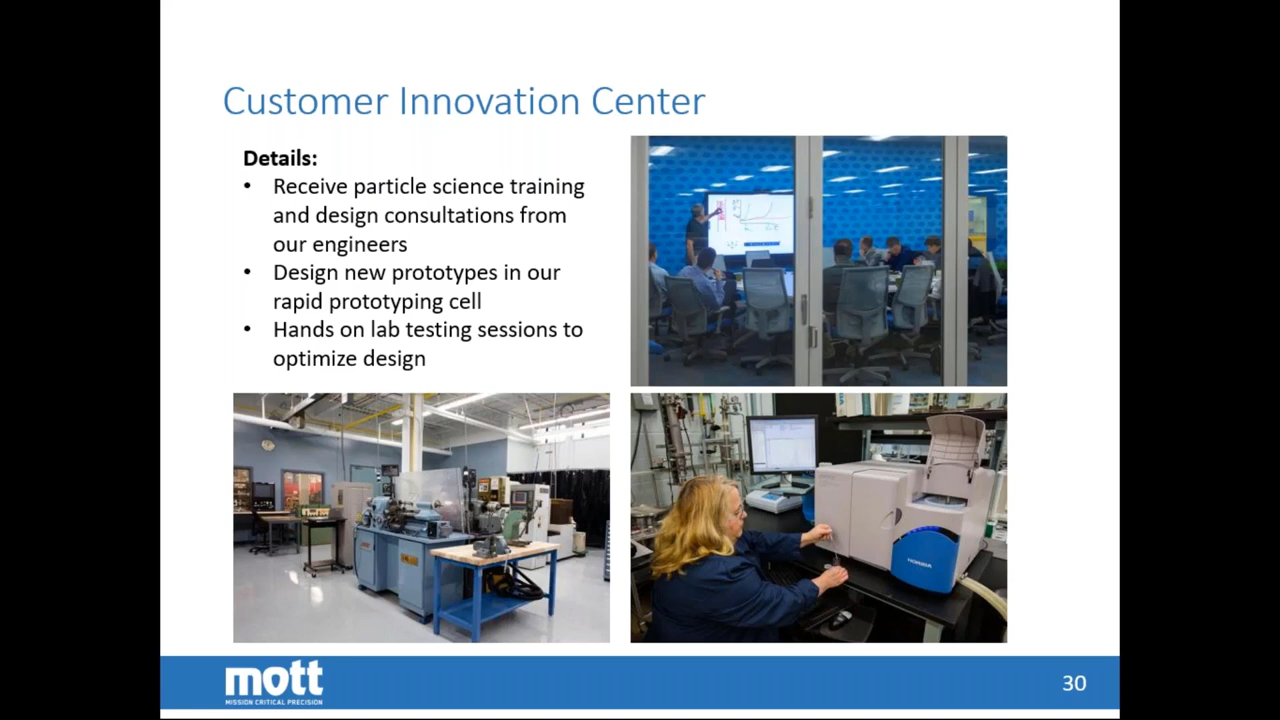 Customer Innovation Center
Details:
• Receive particle science training
and design consultations from
our engineers
• Design new prototypes in our
rapid prototyping cell
• Hands on lab testing sessions to
optimize design
HORIBA
mott
MISSION CRITICAL PRECISION
30